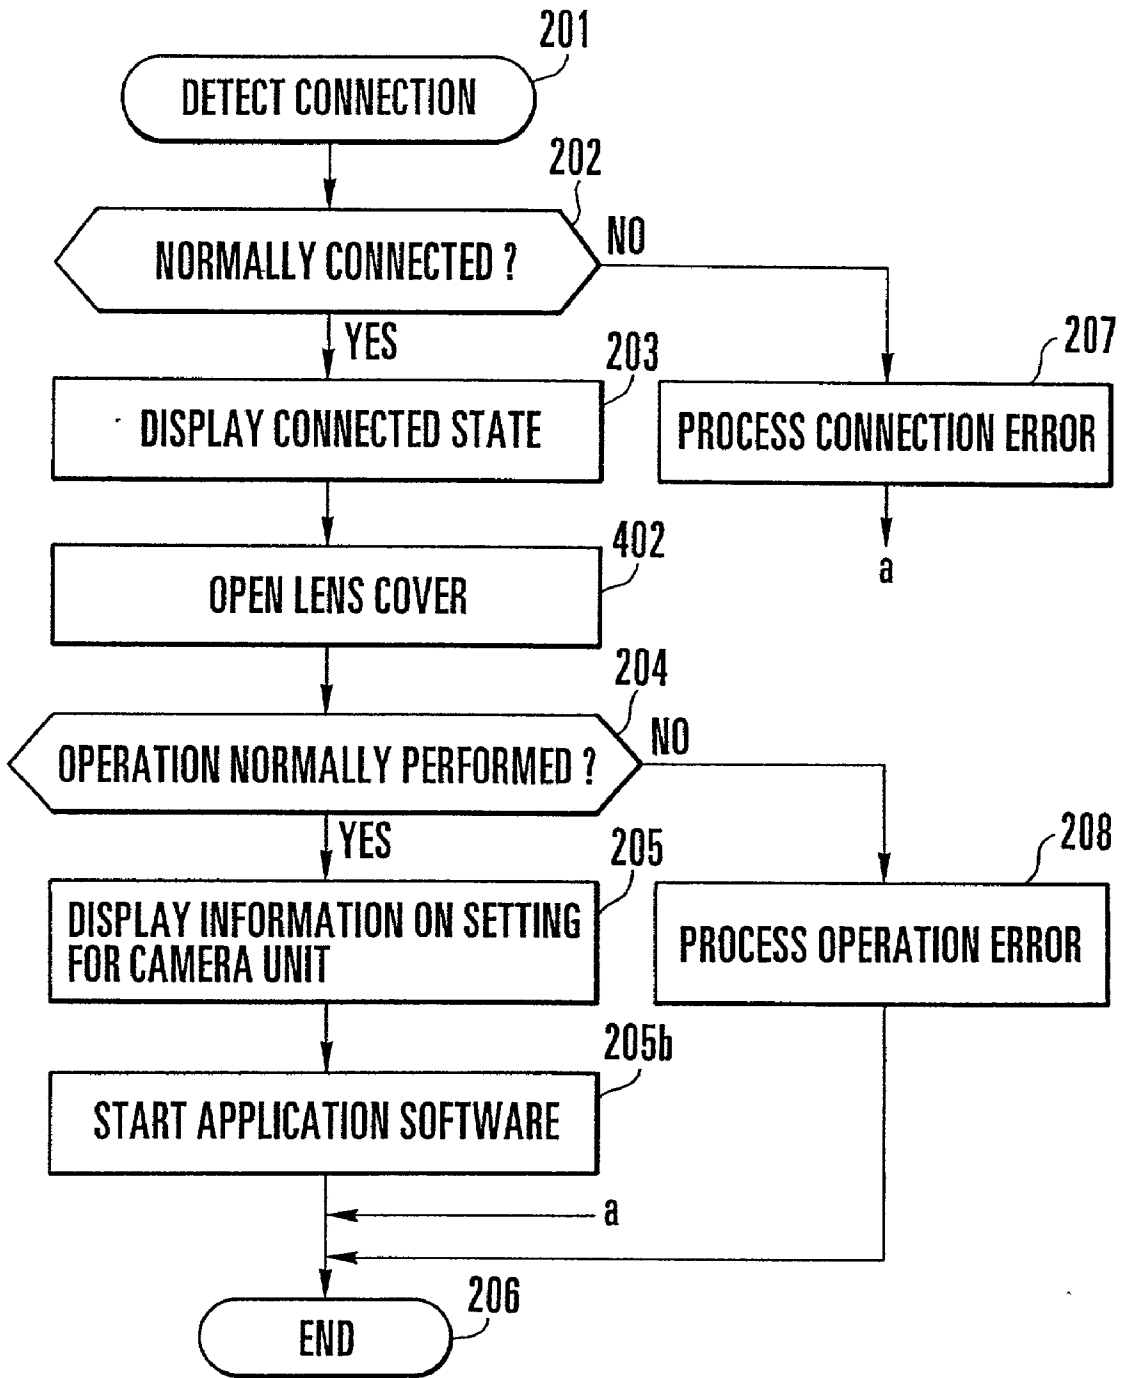 201
DETECT CONNECTION
202
NORMALLY CONNECTED ?
NO
YES
203
DISPLAY CONNECTED STATE
207
PROCESS CONNECTION ERROR
a
402
OPEN LENS COVER
204
OPERATION NORMALLY PERFORMED ?
NO
YES
205
DISPLAY INFORMATION ON SETTING
FOR CAMERA UNIT
208
PROCESS OPERATION ERROR
205b
START APPLICATION SOFTWARE
a
206
END